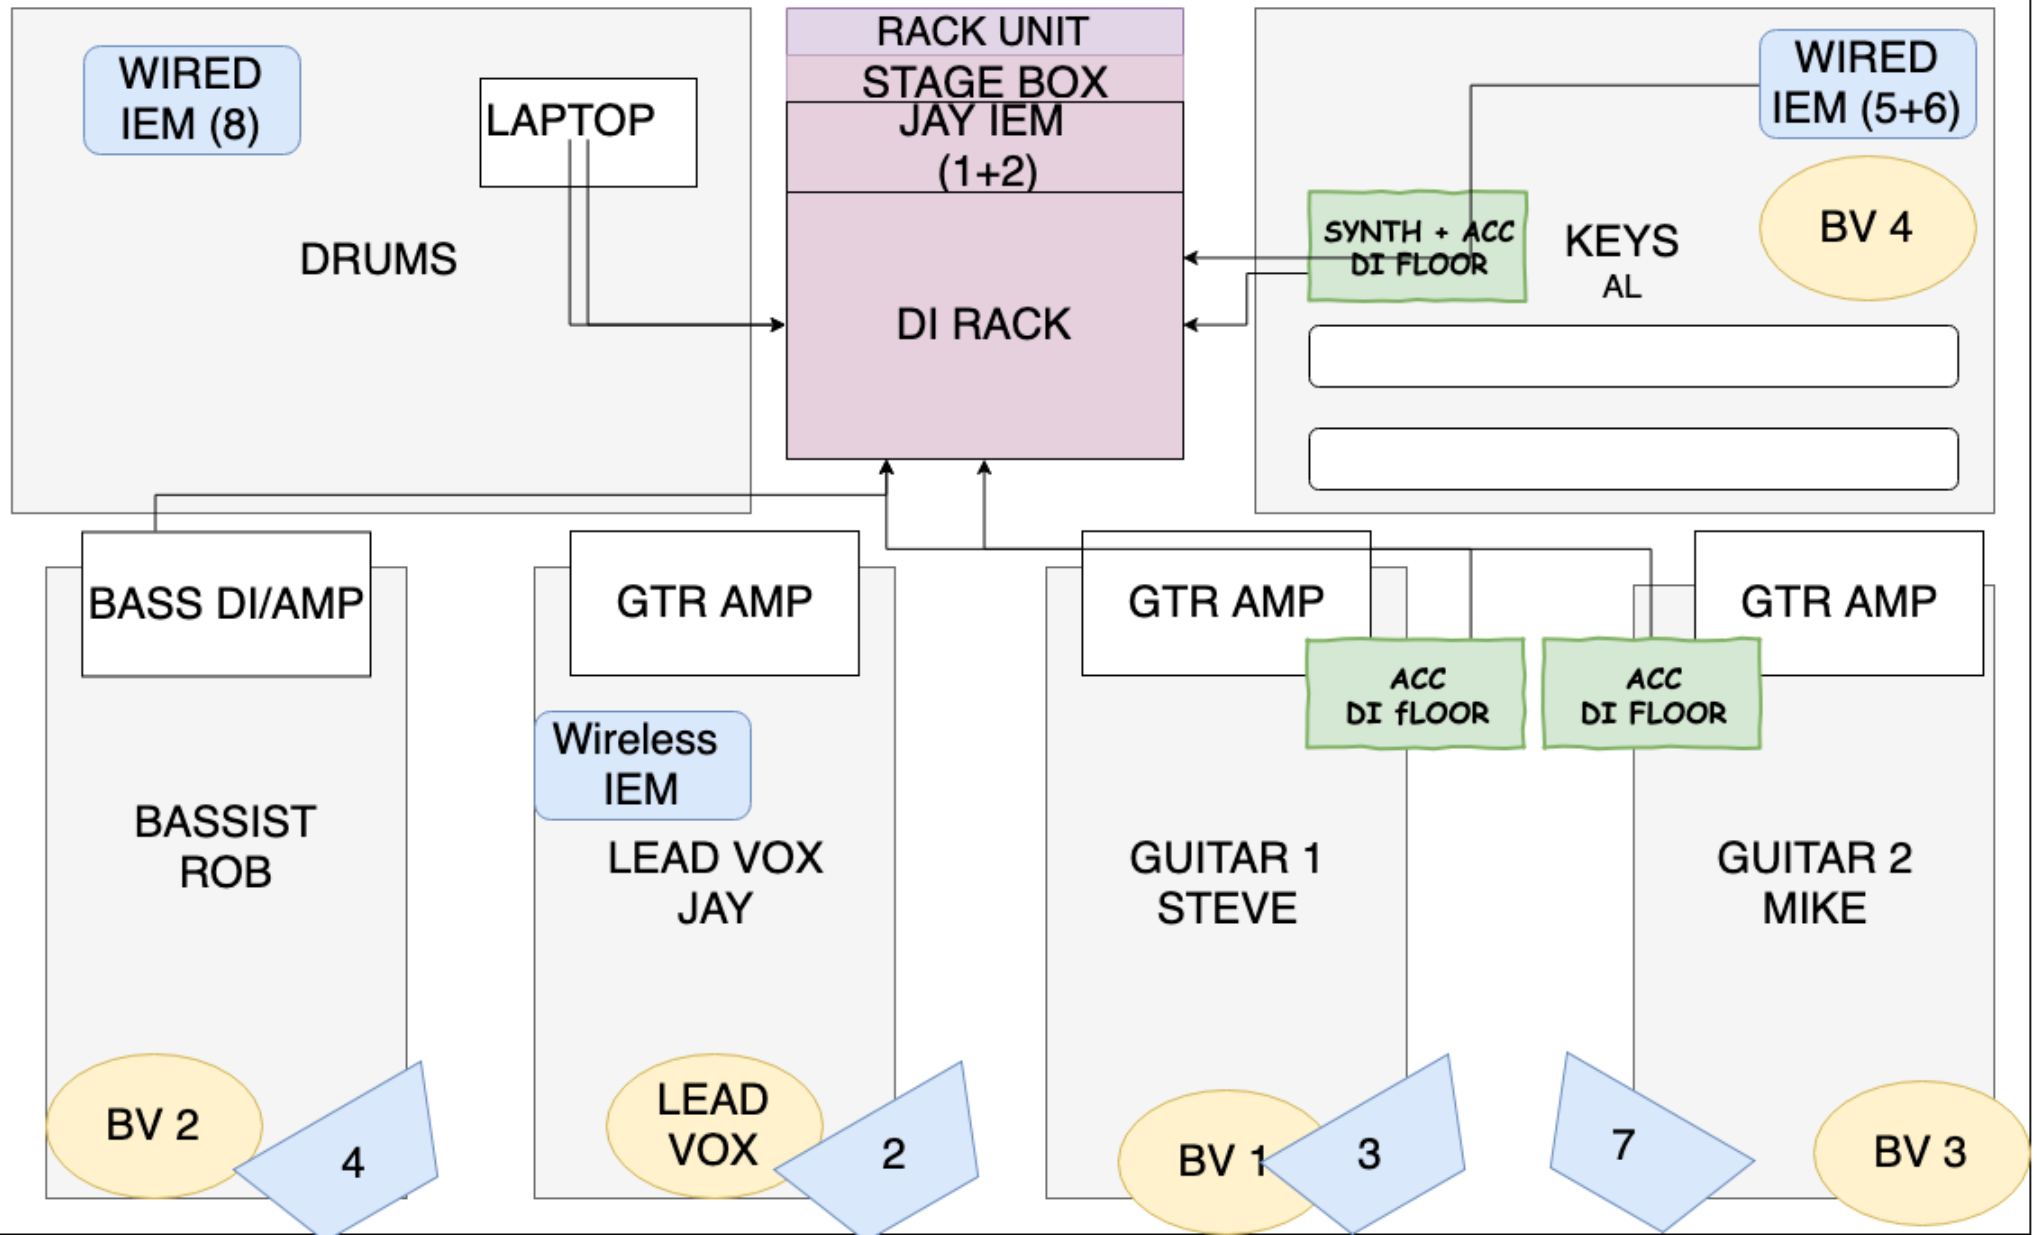 WIRED
IEM (8)
LAPTOP
DRUMS
RACK UNIT
STAGE BOX
JAY IEM
(1+2)
DI RACK
WIRED
IEM (5+6)
SYNTH + ACC
DI FLOOR
KEYS
AL
BV 4
BASS DI/AMP
GTR AMP
GTR AMP
GTR AMP
ACC
DI fLOOR
ACC
DI FLOOR
Wireless
IEM
BASSIST
ROB
LEAD VOX
JAY
GUITAR 1
STEVE
GUITAR 2
MIKE
BV 2
4
LEAD
VOX
2
BV 1
3
7
BV 3